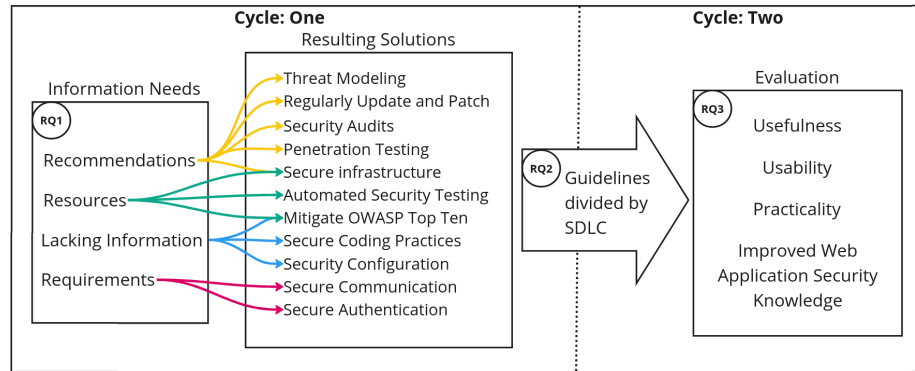 Cycle: One
Cycle: Two
Resulting Solutions
Information Needs
Evaluation
RQ1
Recommendations
Resources
Lacking Information
Requirements
Threat Modeling
Regularly Update and Patch
Security Audits
Penetration Testing
Secure infrastructure
Automated Security Testing
Mitigate OWASP Top Ten
Secure Coding Practices
Security Configuration
Secure Communication
Secure Authentication
RQ2
Guidelines
divided by
SDLC
RQ3
Usefulness
Usability
Practicality
Improved Web
Application Security
Knowledge